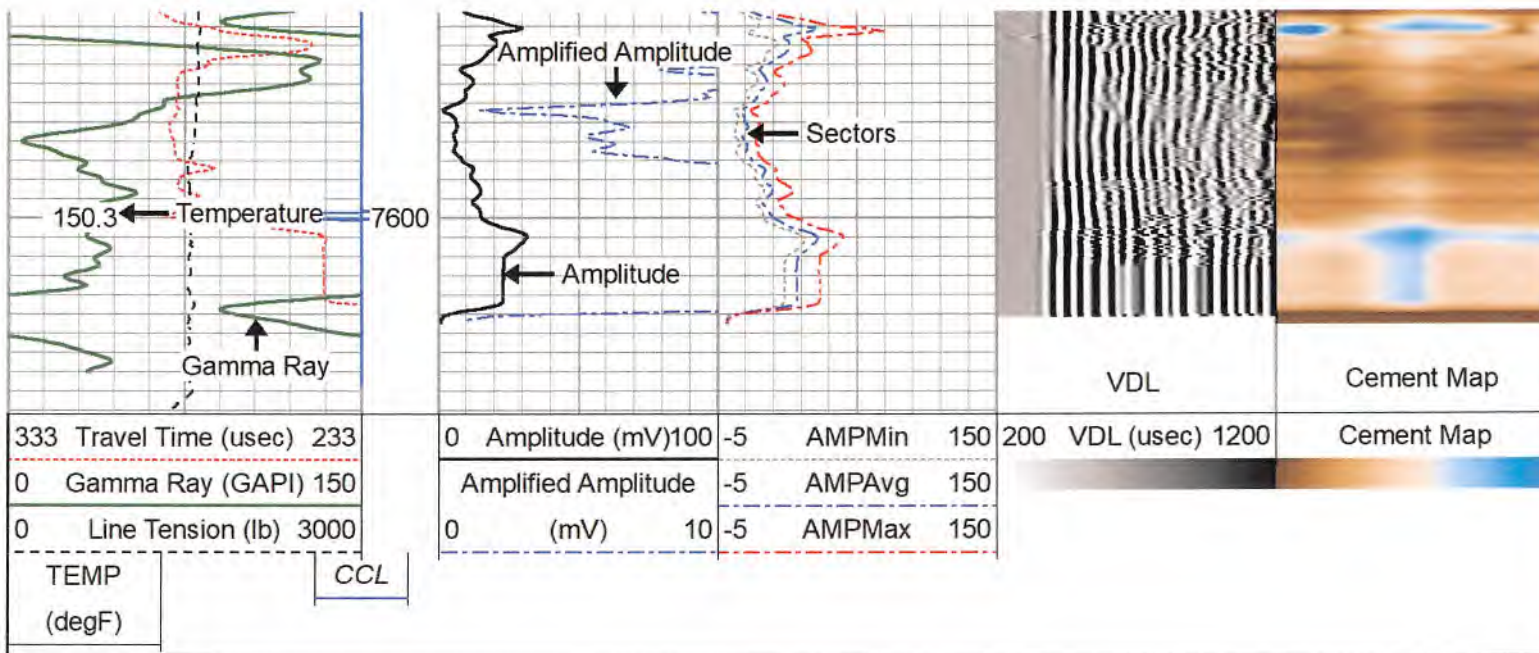 Amplified Amplitude
Sectors
150.3
Temperature
7600
Amplitude
Gamma Ray
VDL
Cement Map
333 Travel Time (usec) 233
0 Amplitude (mV) 100
-5 AMPMin 150
200 VDL (usec) 1200
Cement Map
0 Gamma Ray (GAPI) 150
Amplified Amplitude
-5 AMPAvg 150
0 Line Tension (lb) 3000
0 (mV) 10
-5 AMPMax 150
TEMP
CCL
(degF)